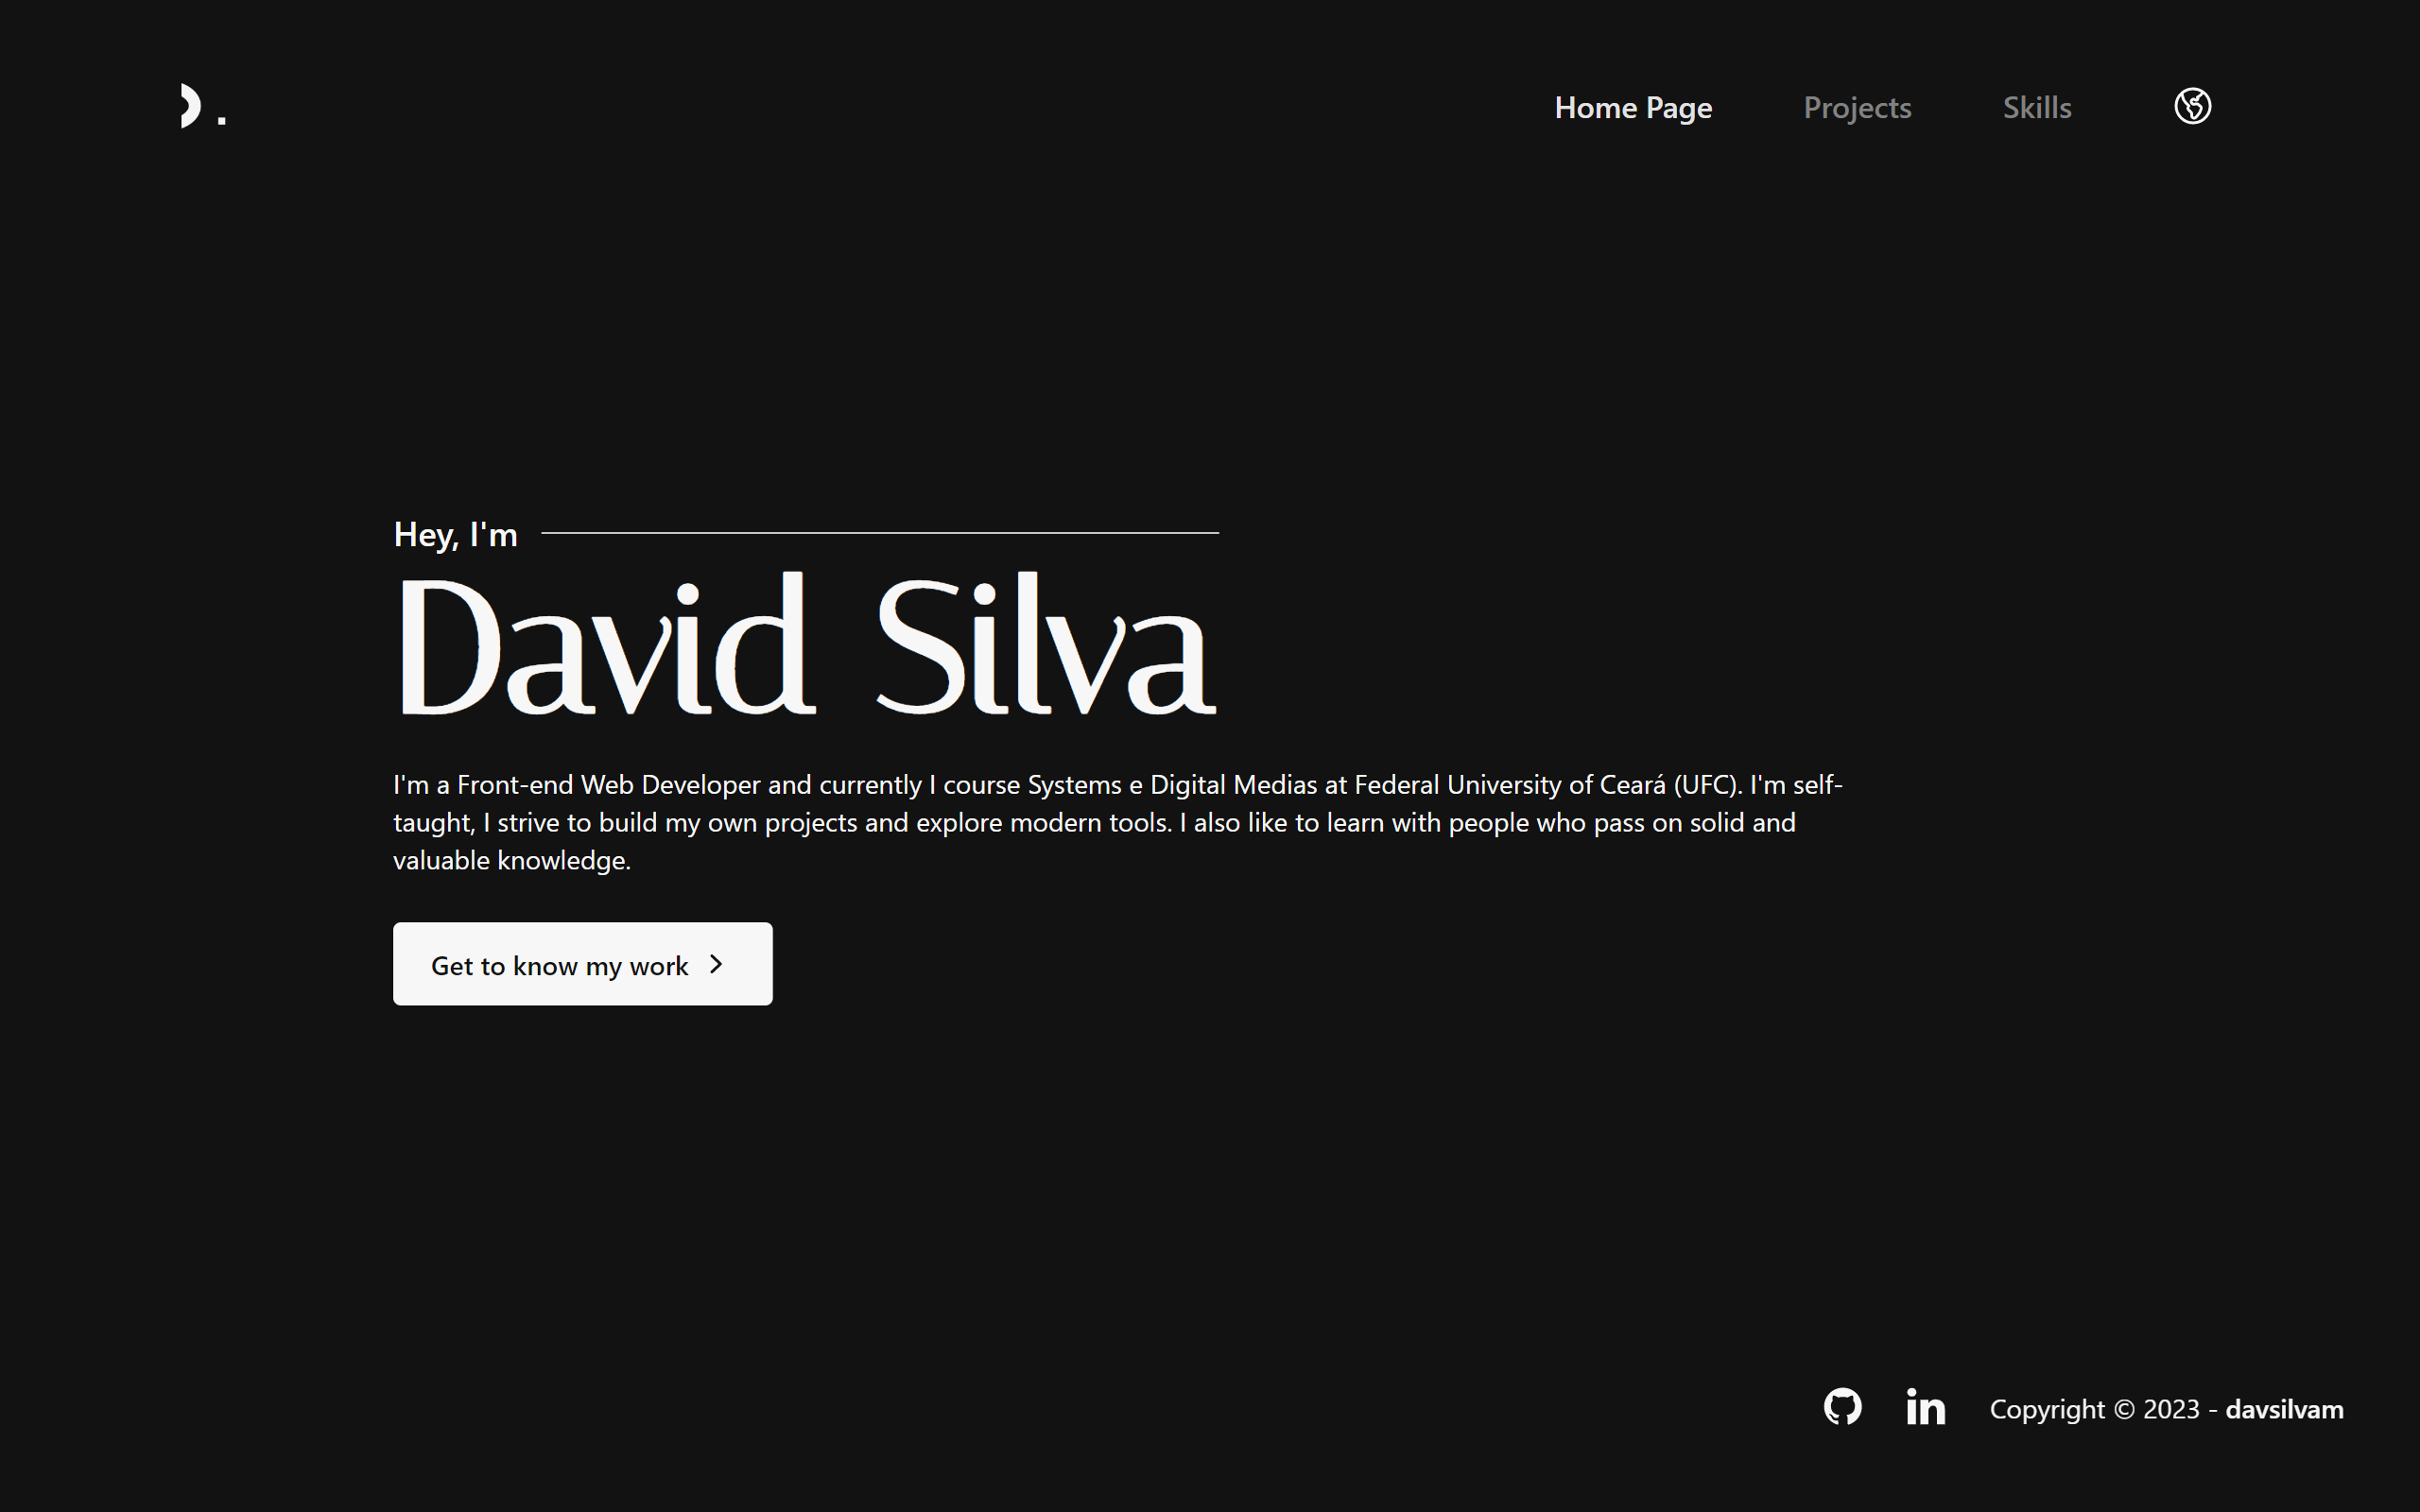 Home Page
Projects
Skills
Hey, I'm
David Silva
I'm a Front-end Web Developer and currently I course Systems e Digital Medias at Federal University of Ceará (UFC). I'm self-
taught, I strive to build my own projects and explore modern tools. I also like to learn with people who pass on solid and
valuable knowledge.
Get to know my work
Copyright © 2023 - davsilvam